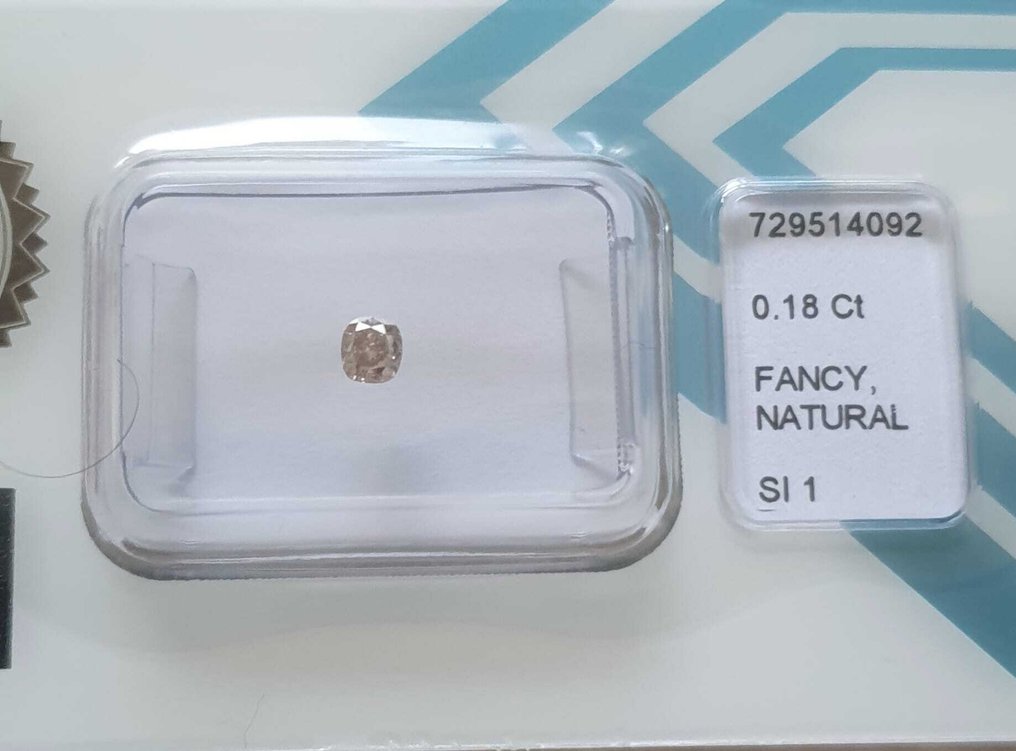 729514092
0.18 Ct
FANCY,
NATURAL
SI 1